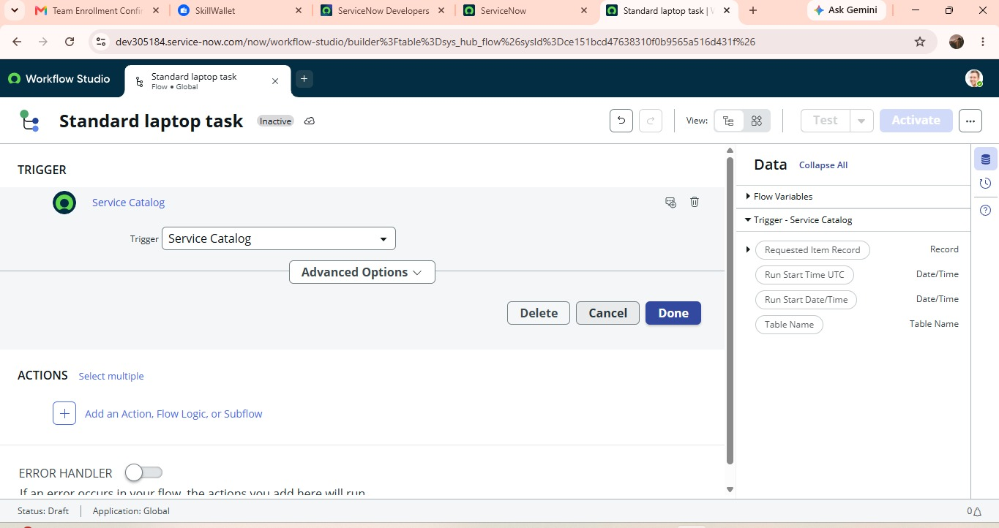 Team Enrollment Confir
SkillWallet
ServiceNow Developers
ServiceNow
Standard laptop task | W
Ask Gemini
dev305184.service-now.com/now/workflow-studio/builder%3Ftable%3Dsys_hub_flow%26sysId%3Dce151bcd47638310f0b9565a516d431f%26
Workflow Studio
Standard laptop task
Flow • Global
Standard laptop task
Inactive
View:
Test
Activate
TRIGGER
Service Catalog
Trigger
Service Catalog
Advanced Options
Delete
Cancel
Done
ACTIONS
Select multiple
Add an Action, Flow Logic, or Subflow
ERROR HANDLER
If an error occurs in your flow, the actions you add here will run.
Data
Collapse All
Flow Variables
Trigger - Service Catalog
Requested Item Record
Record
Run Start Time UTC
Date/Time
Run Start Date/Time
Date/Time
Table Name
Table Name
Status: Draft
Application: Global
0